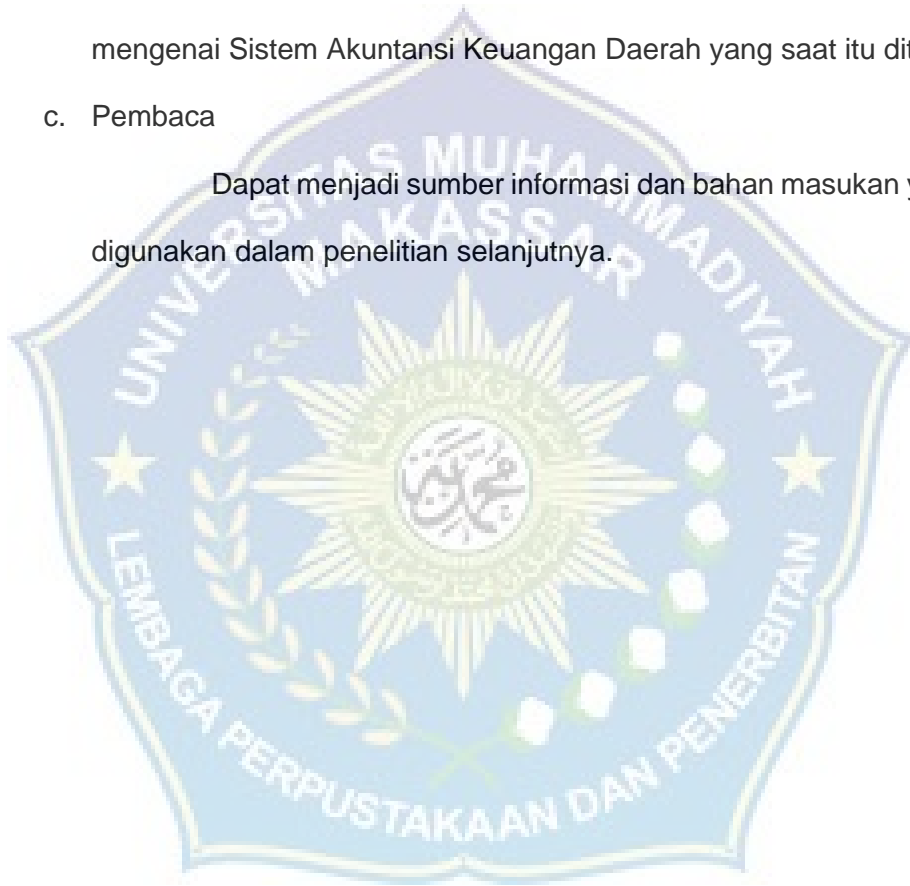 mengenai Sistem Akuntansi Keuangan Daerah yang saat itu
c. Pembaca
Dapat menjadi sumber informasi dan bahan masukan
digunakan dalam penelitian selanjutnya.
UNIVERSITAS MUHAMMADIYAH
MAKASSAR
LEMBAGA PERPUSTAKAAN DAN PENERBITAN